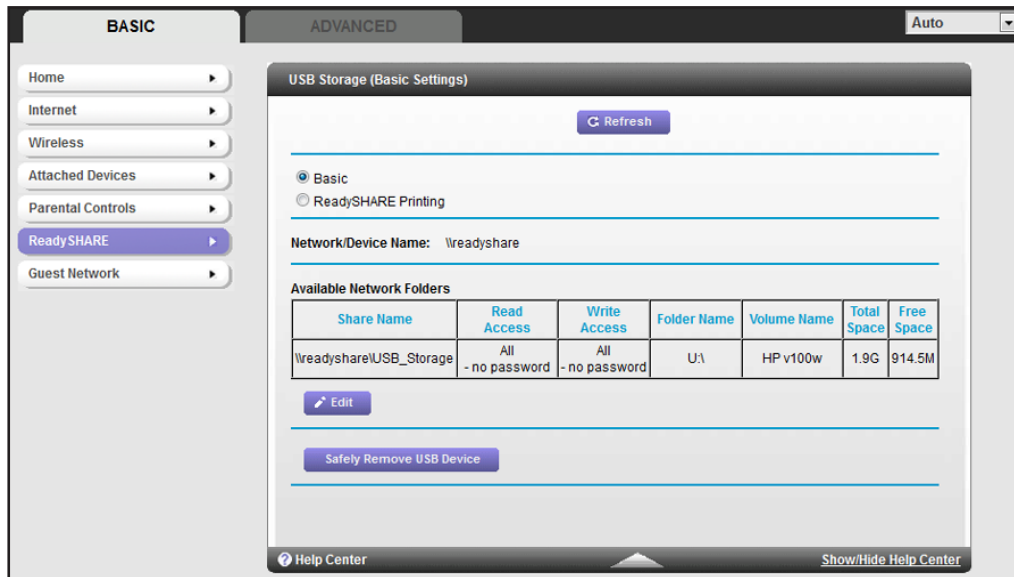 BASIC
ADVANCED
Auto
Home
Internet
Wireless
Attached Devices
Parental Controls
ReadySHARE
Guest Network
USB Storage (Basic Settings)
Refresh
Basic
ReadySHARE Printing
Network/Device Name: \\readyshare
Available Network Folders
Share Name Read Access Write Access Folder Name Volume Name Total Space Free Space
\\readyshare\USB_Storage All - no password All - no password U:\ HP v100w 1.9G 914.5M
Edit
Safely Remove USB Device
Help Center
Show/Hide Help Center